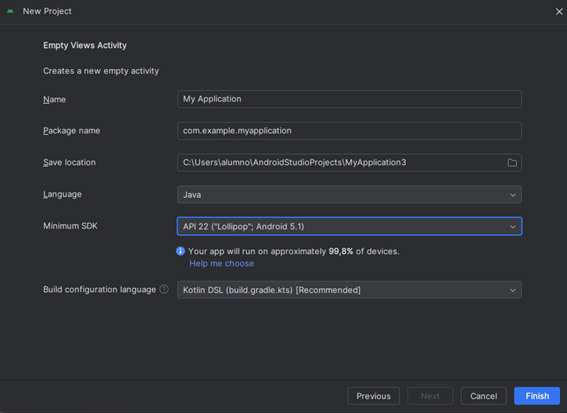 New Project
Empty Views Activity
Creates a new empty activity
Name My Application
Package name com.example.myapplication
Save location C:\Users\alumno\AndroidStudioProjects\MyApplication3
Language Java
Minimum SDK API 22 ("Lollipop"; Android 5.1)
Your app will run on approximately 99,8% of devices.
Help me choose
Build configuration language Kotlin DSL (build.gradle.kts) [Recommended]
Previous Next Cancel Finish